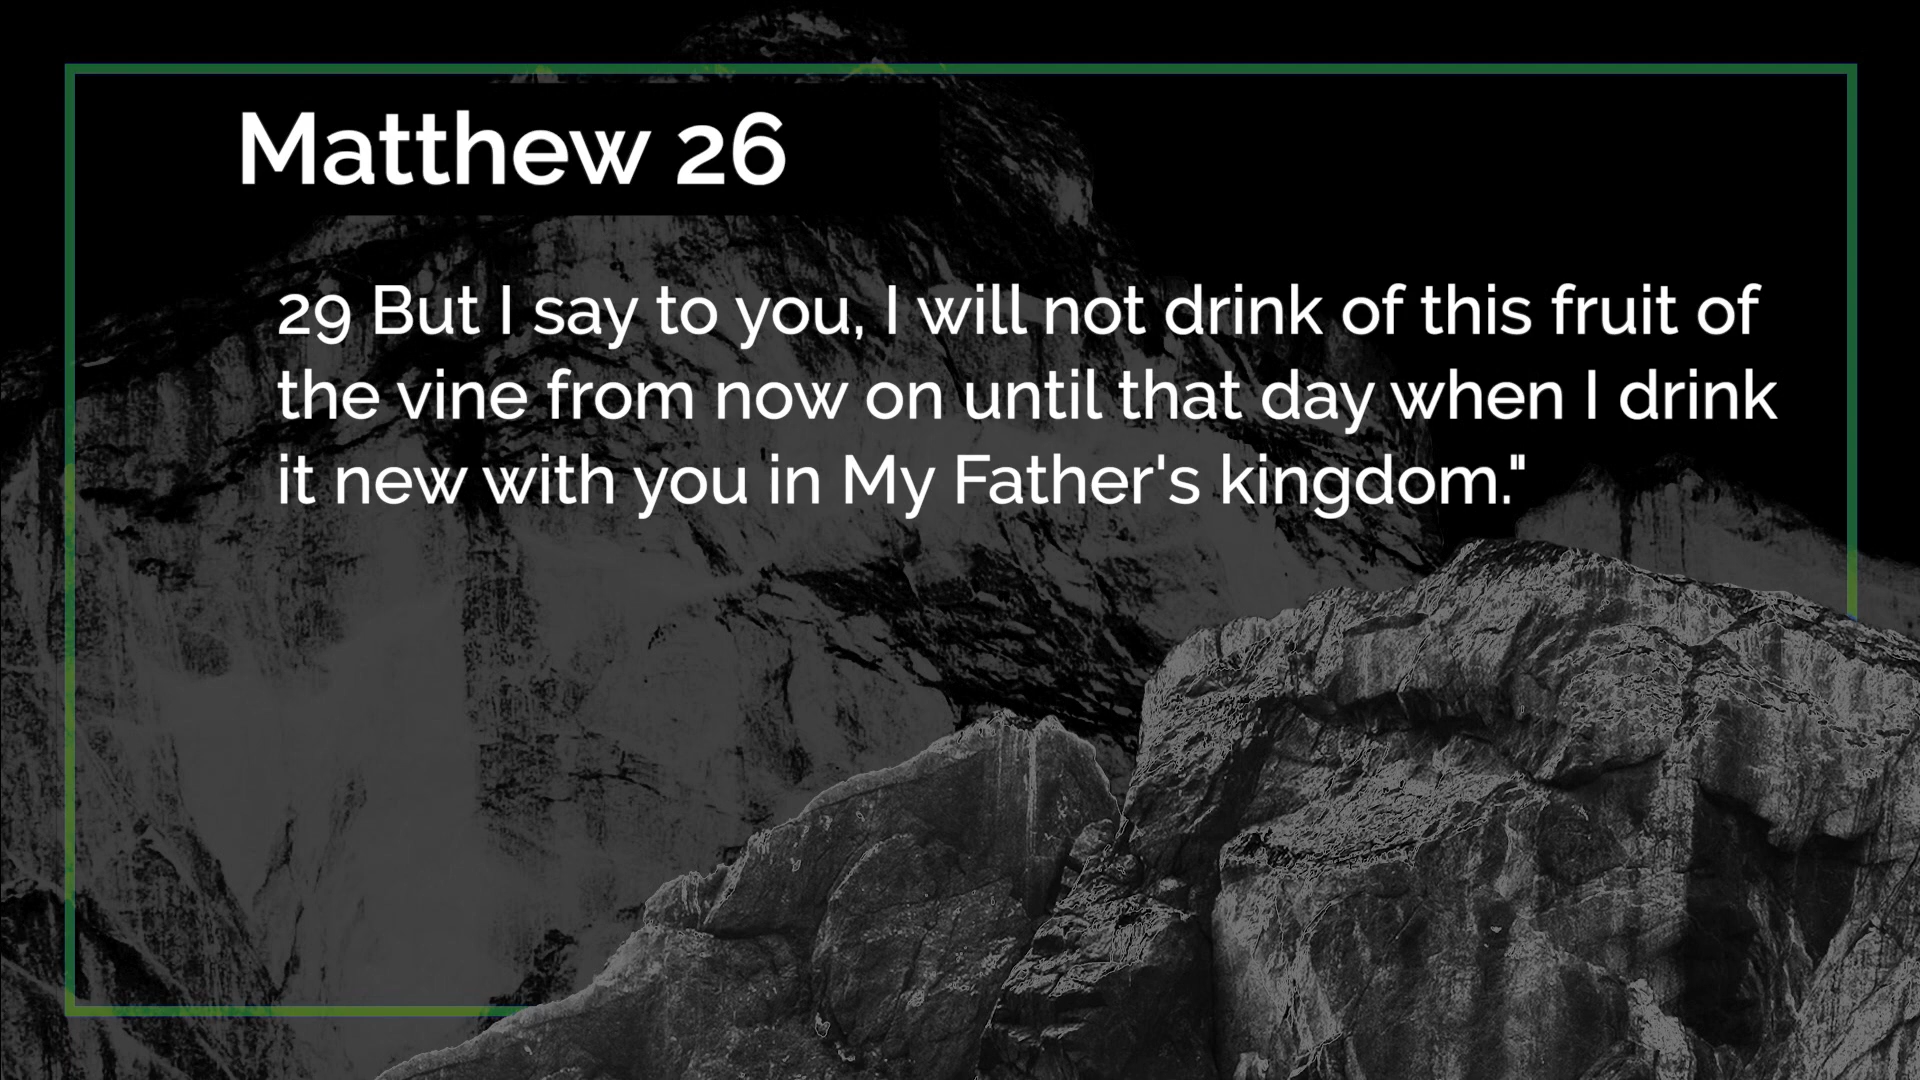 Matthew 26
29 But I say to you, I will not drink of this fruit of
the vine from now on until that day when I drink
it new with you in My Father's kingdom."